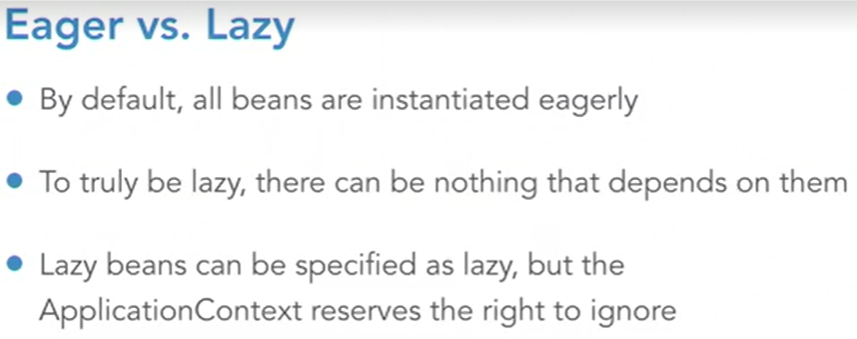 Eager vs. Lazy
• By default, all beans are instantiated eagerly
• To truly be lazy, there can be nothing that depends on them
• Lazy beans can be specified as lazy, but the
ApplicationContext reserves the right to ignore